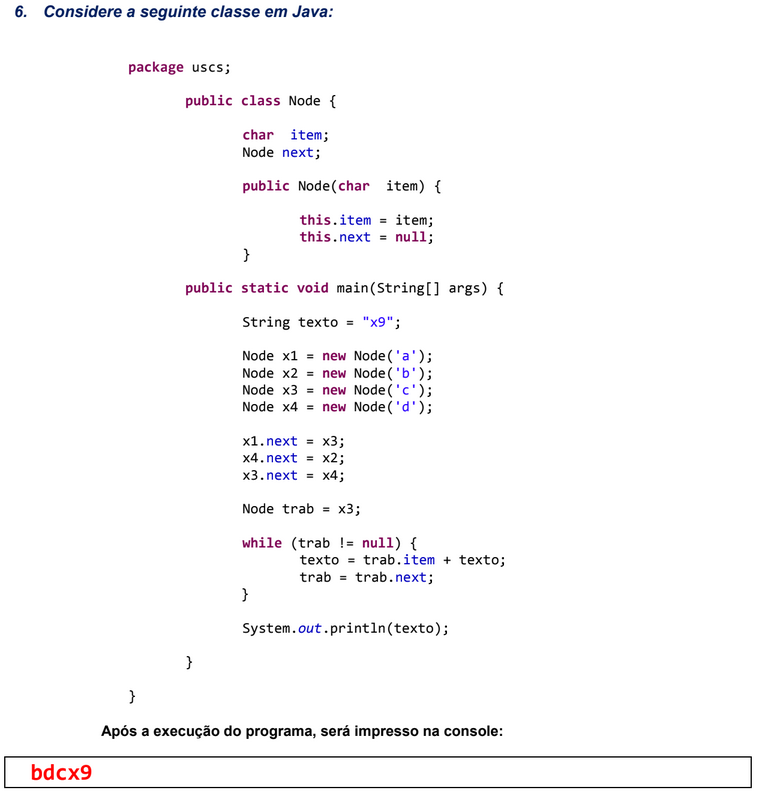 6. Considere a seguinte classe em Java:
package uscs;
public class Node {
char  item;
Node next;
public Node(char  item) {
this.item = item;
this.next = null;
}
public static void main(String[] args) {
String texto = "x9";
Node x1 = new Node('a');
Node x2 = new Node('b');
Node x3 = new Node('c');
Node x4 = new Node('d');
x1.next = x3;
x4.next = x2;
x3.next = x4;
Node trab = x3;
while (trab != null) {
texto = trab.item + texto;
trab = trab.next;
}
System.out.println(texto);
}
}
Após a execução do programa, será impresso na console:
bdcx9